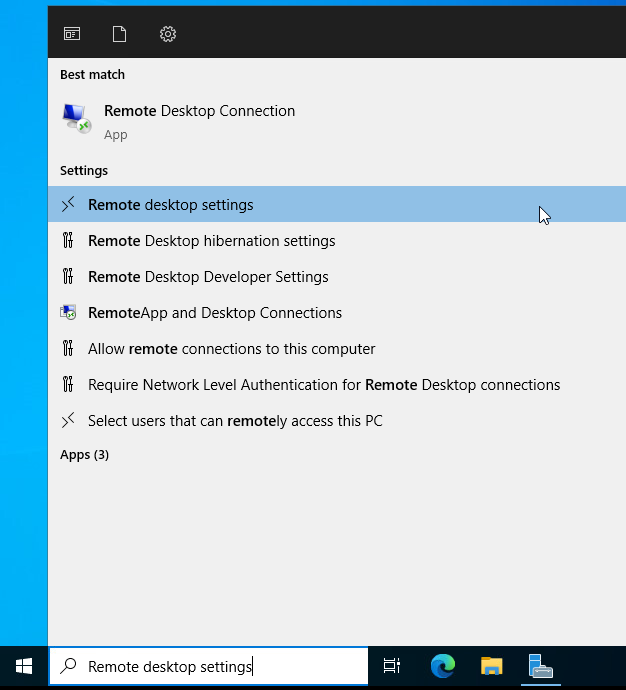 Best match
Remote Desktop Connection
App
Settings
Remote desktop settings
Remote Desktop hibernation settings
Remote Desktop Developer Settings
RemoteApp and Desktop Connections
Allow remote connections to this computer
Require Network Level Authentication for Remote Desktop connections
Select users that can remotely access this PC
Apps (3)
Remote desktop settings